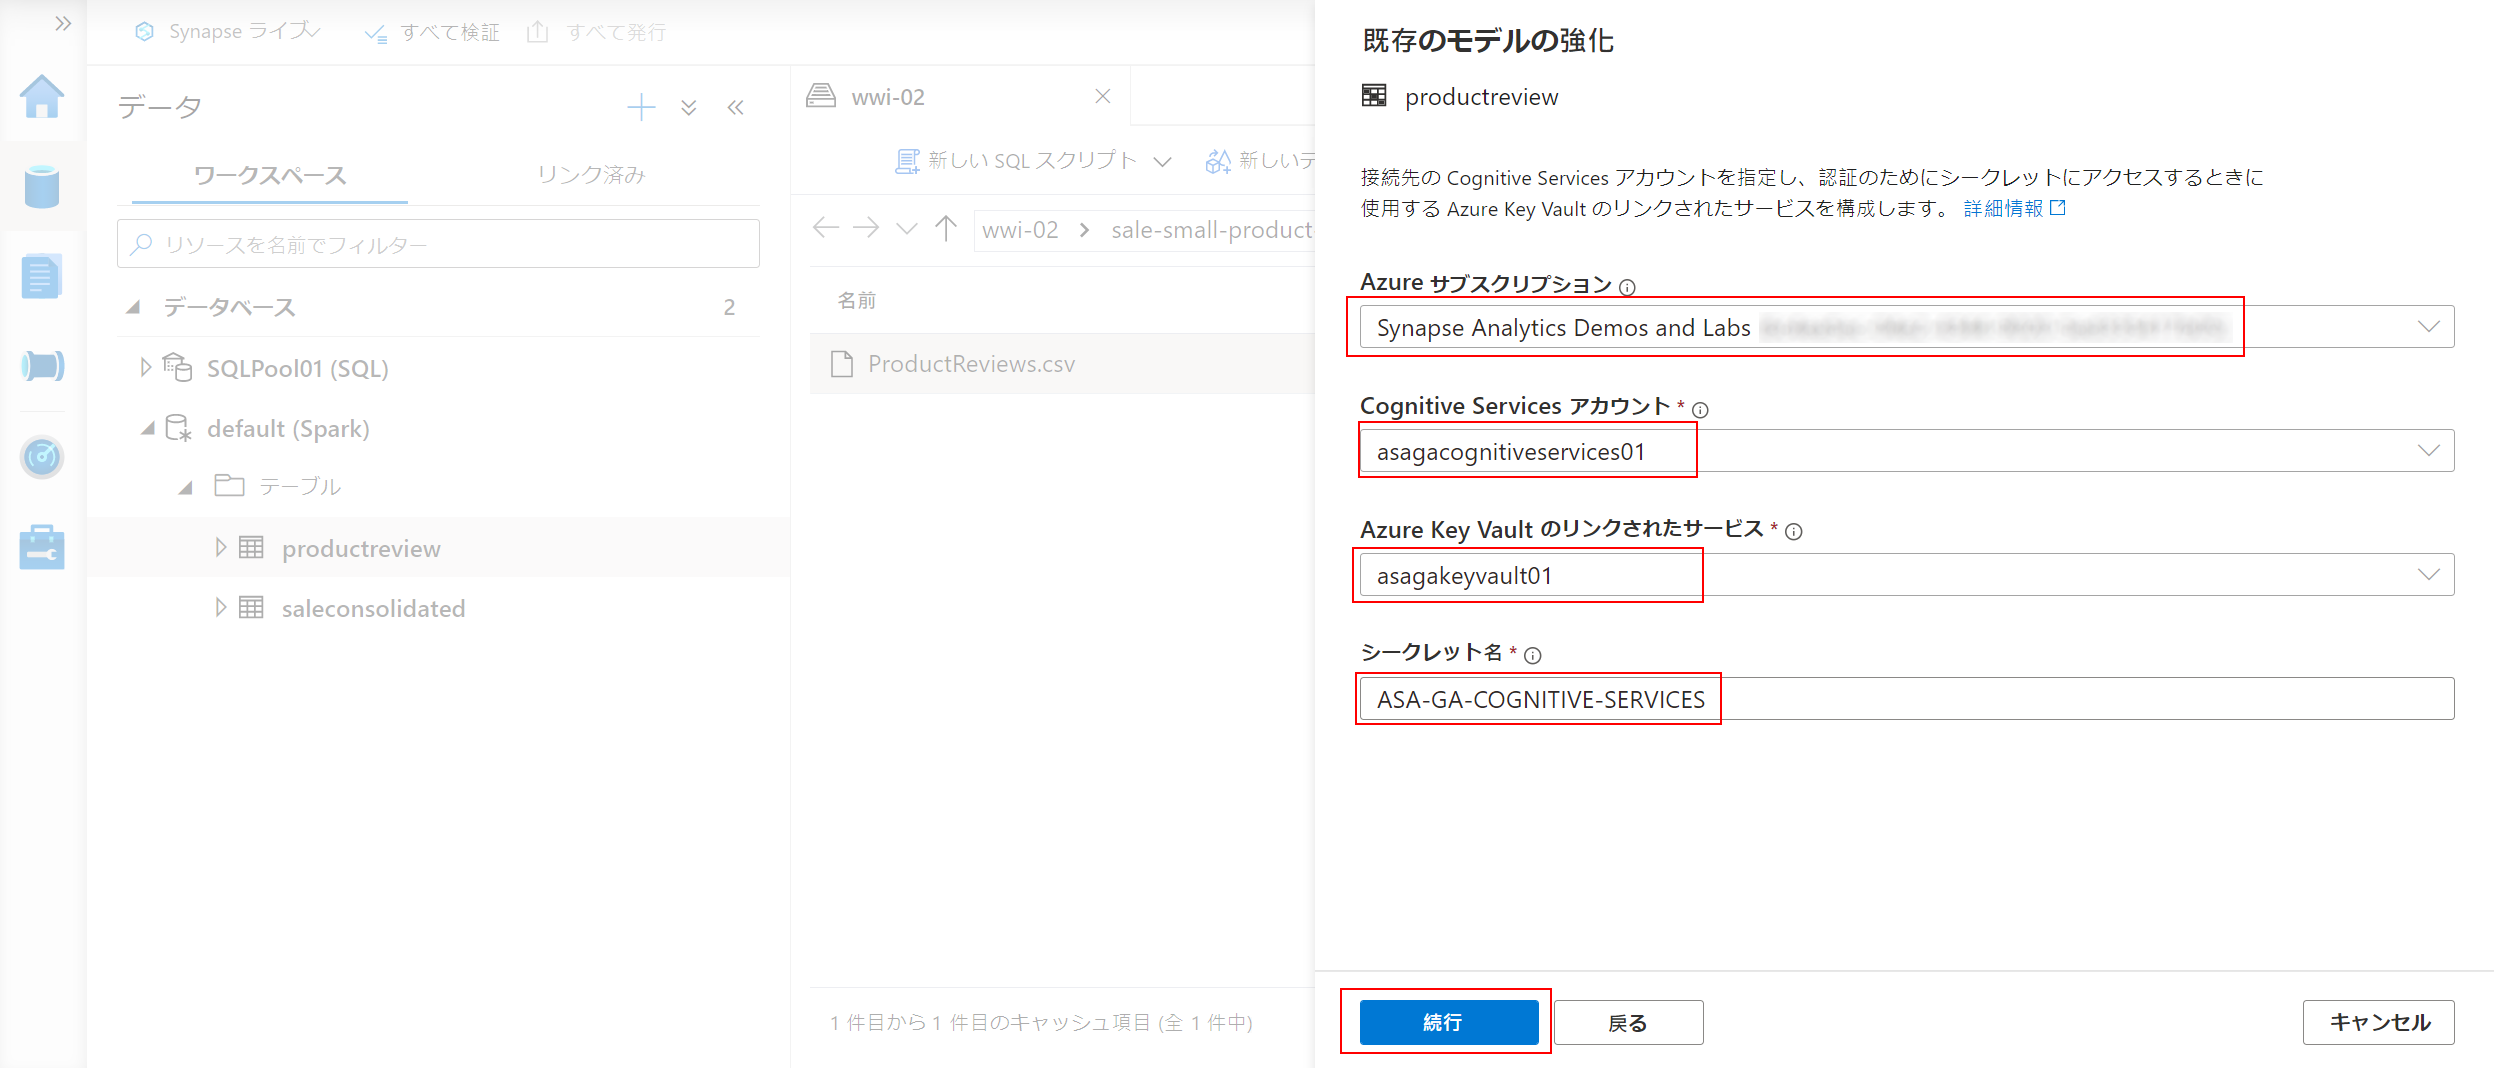 Synapse ライブ
すべて検証
すべて発行
データ
ワークスペース
リンク済み
リソースを名前でフィルター
データベース
2
SQLPool01 (SQL)
default (Spark)
テーブル
productreview
saleconsolidated
wwi-02
新しい SQL スクリプト
新しいデ
wwi-02
sale-small-product
名前
ProductReviews.csv
1 件目から 1 件目のキャッシュ項目 (全 1 件中)
既存のモデルの強化
productreview
接続先の Cognitive Services アカウントを指定し、認証のためにシークレットにアクセスするときに
使用する Azure Key Vault のリンクされたサービスを構成します。 詳細情報
Azure サブスクリプション
Synapse Analytics Demos and Labs
Cognitive Services アカウント *
asagacognitiveservices01
Azure Key Vault のリンクされたサービス *
asagakeyvault01
シークレット名 *
ASA-GA-COGNITIVE-SERVICES
続行
戻る
キャンセル